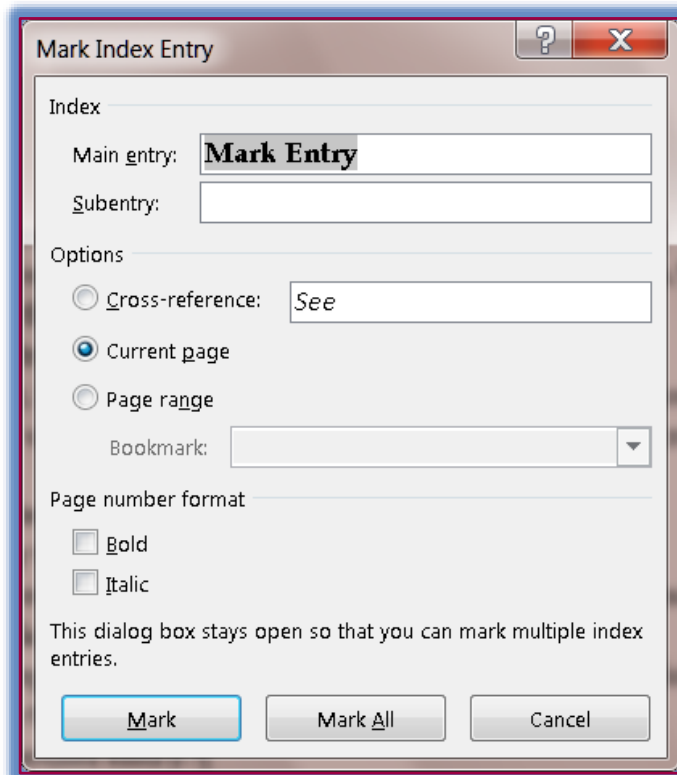 Mark Index Entry
Index
Main entry: Mark Entry
Subentry:
Options
Cross-reference: See
Current page
Page range
Bookmark:
Page number format
Bold
Italic
This dialog box stays open so that you can mark multiple index
entries.
Mark Mark All Cancel